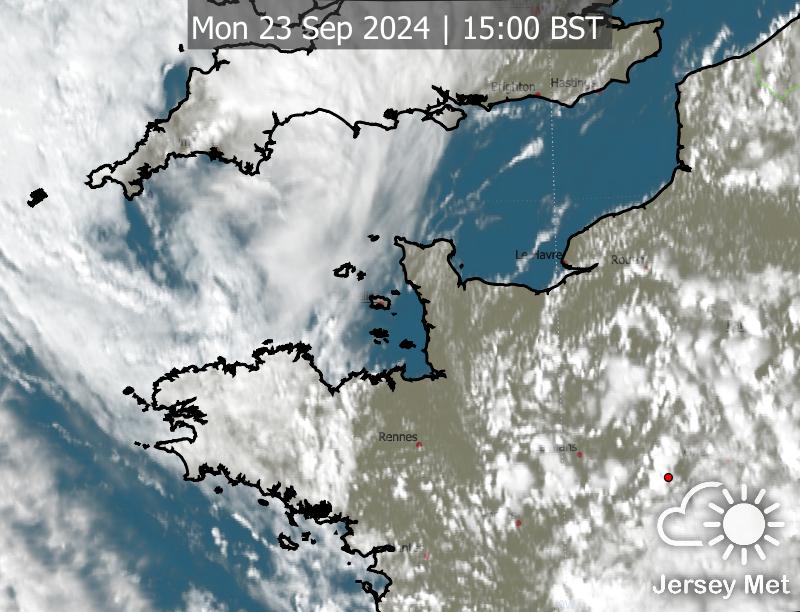 Mon 23 Sep 2024 | 15:00 BST
Brighton
Hastings
Le Havre
Rouen
Rennes
Jersey Met